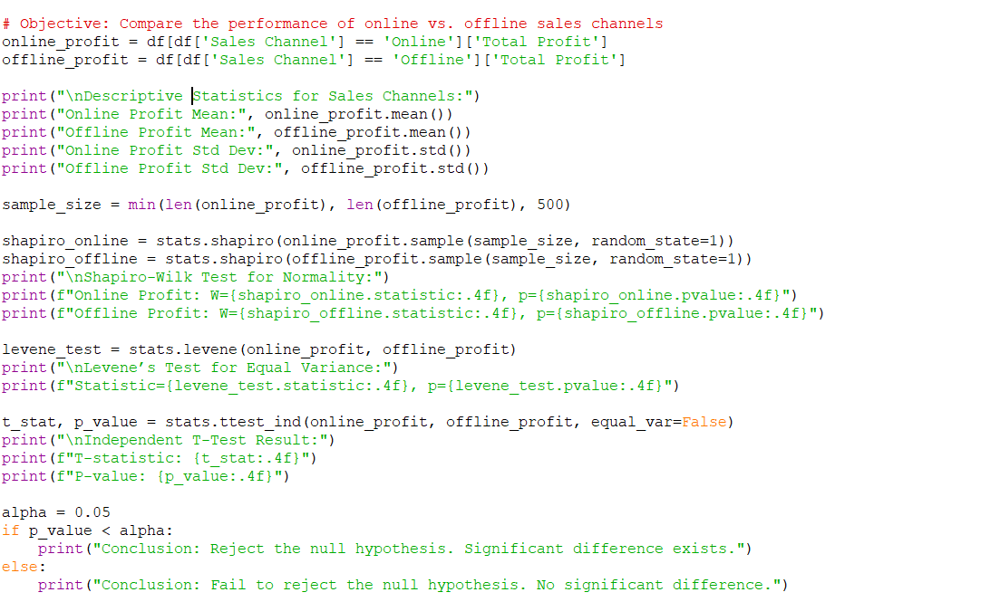 # Objective: Compare the performance of online vs. offline sales channels
online_profit = df[df['Sales Channel'] == 'Online']['Total Profit']
offline_profit = df[df['Sales Channel'] == 'Offline']['Total Profit']
print("\nDescriptive Statistics for Sales Channels:")
print("Online Profit Mean:", online_profit.mean())
print("Offline Profit Mean:", offline_profit.mean())
print("Online Profit Std Dev:", online_profit.std())
print("Offline Profit Std Dev:", offline_profit.std())
sample_size = min(len(online_profit), len(offline_profit), 500)
shapiro_online = stats.shapiro(online_profit.sample(sample_size, random_state=1))
shapiro_offline = stats.shapiro(offline_profit.sample(sample_size, random_state=1))
print("\nShapiro-Wilk Test for Normality:")
print(f"Online Profit: W={shapiro_online.statistic:.4f}, p={shapiro_online.pvalue:.4f}")
print(f"Offline Profit: W={shapiro_offline.statistic:.4f}, p={shapiro_offline.pvalue:.4f}")
levene_test = stats.levene(online_profit, offline_profit)
print("\nLevene’s Test for Equal Variance:")
print(f"Statistic={levene_test.statistic:.4f}, p={levene_test.pvalue:.4f}")
t_stat, p_value = stats.ttest_ind(online_profit, offline_profit, equal_var=False)
print("\nIndependent T-Test Result:")
print(f"T-statistic: {t_stat:.4f}")
print(f"P-value: {p_value:.4f}")
alpha = 0.05
if p_value < alpha:
    print("Conclusion: Reject the null hypothesis. Significant difference exists.")
else:
    print("Conclusion: Fail to reject the null hypothesis. No significant difference.")